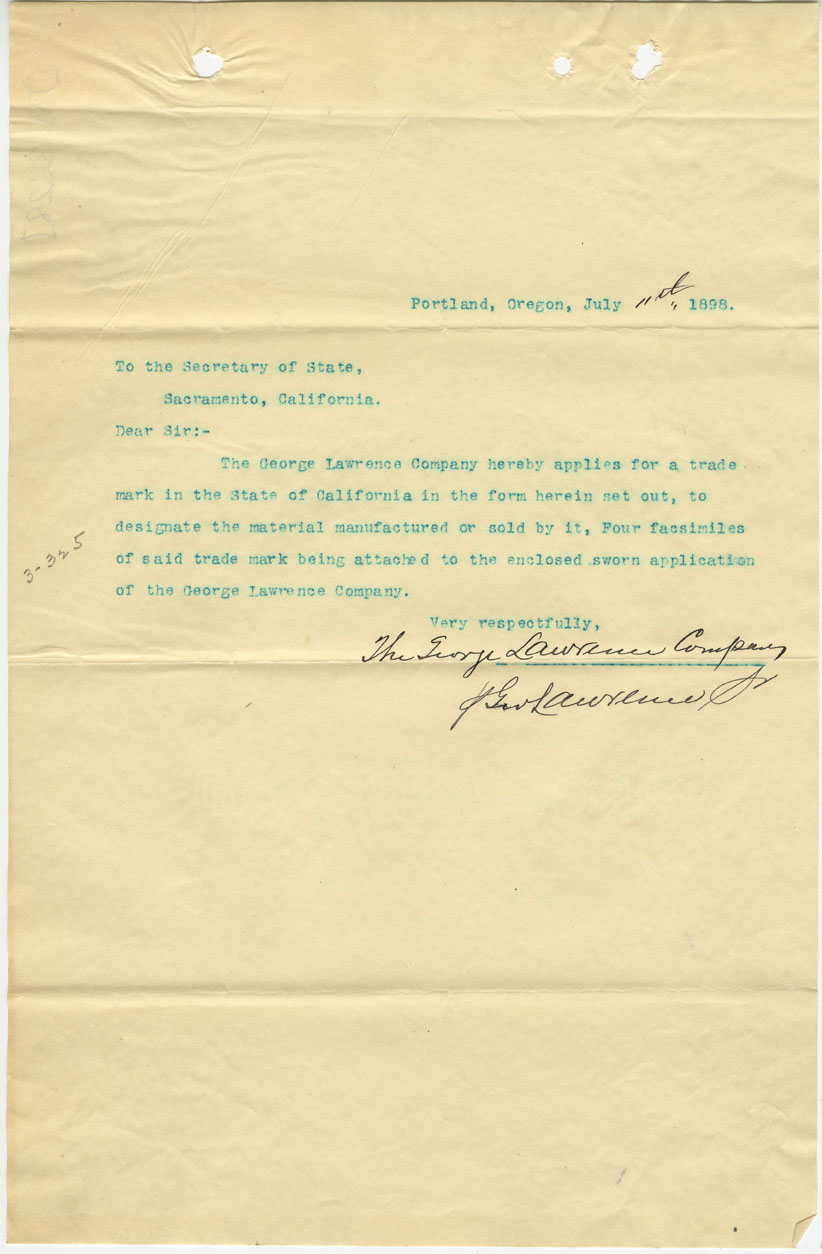 Portland, Oregon, July 11st, 1898.
To the Secretary of State,
Sacramento, California.
Dear Sir:-
The George Lawrence Company hereby applies for a trade
mark in the State of California in the form herein set out, to
designate the material manufactured or sold by it, Four facsimiles
of said trade mark being attached to the enclosed sworn application
of the George Lawrence Company.
3-325
Very respectfully,
The George Lawrence Company
Geo Lawrence Jr